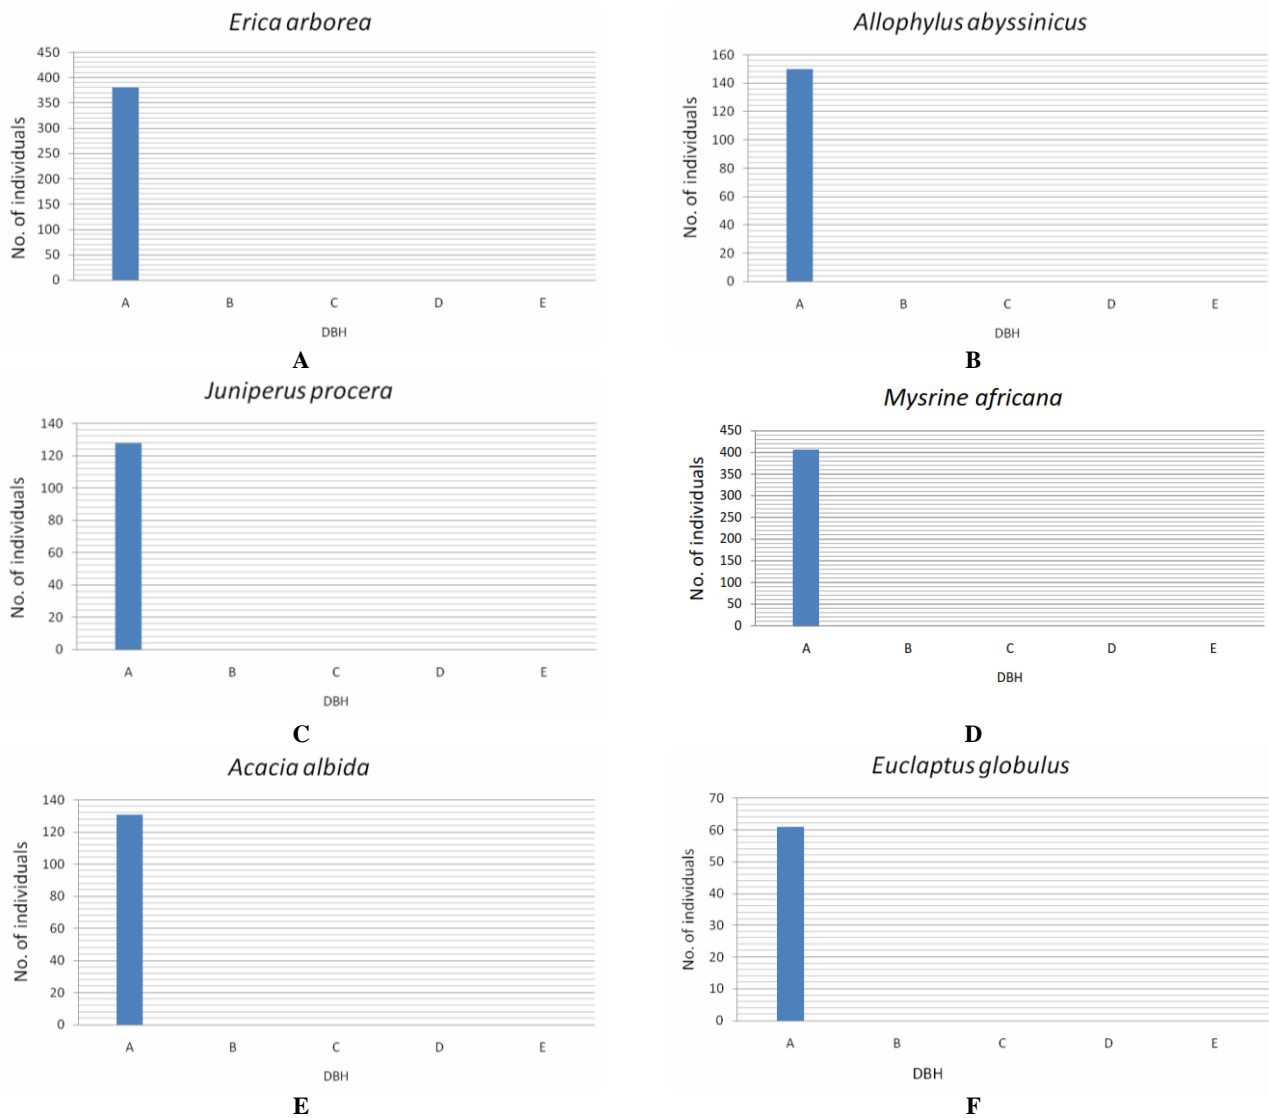 Erica arborea
No. of individuals
450
400
350
300
250
200
150
100
50
0
A B C D E
DBH
A
Allophylus abyssinicus
No. of individuals
160
140
120
100
80
60
40
20
0
A B C D E
DBH
B
Juniperus procera
No. of individuals
140
120
100
80
60
40
20
0
A B C D E
DBH
C
Mysrine africana
No. of individuals
450
400
350
300
250
200
150
100
50
0
A B C D E
DBH
D
Acacia albida
No. of individuals
140
120
100
80
60
40
20
0
A B C D E
DBH
E
Euclaptus globulus
No. of individuals
70
60
50
40
30
20
10
0
A B C D E
DBH
F